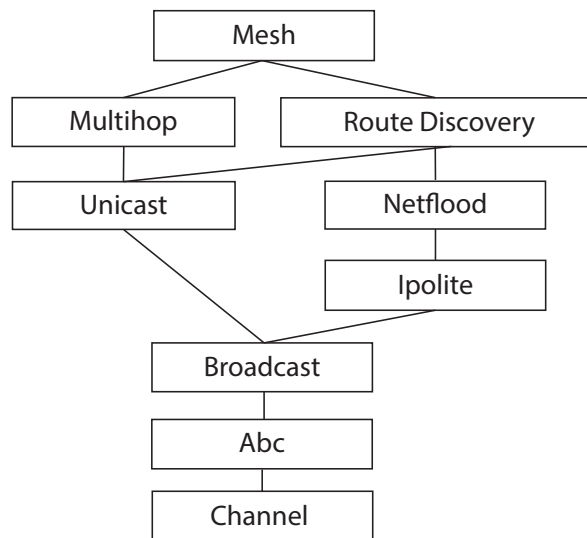 Mesh
Multihop
Route Discovery
Unicast
Netflood
Ipolite
Broadcast
Abc
Channel